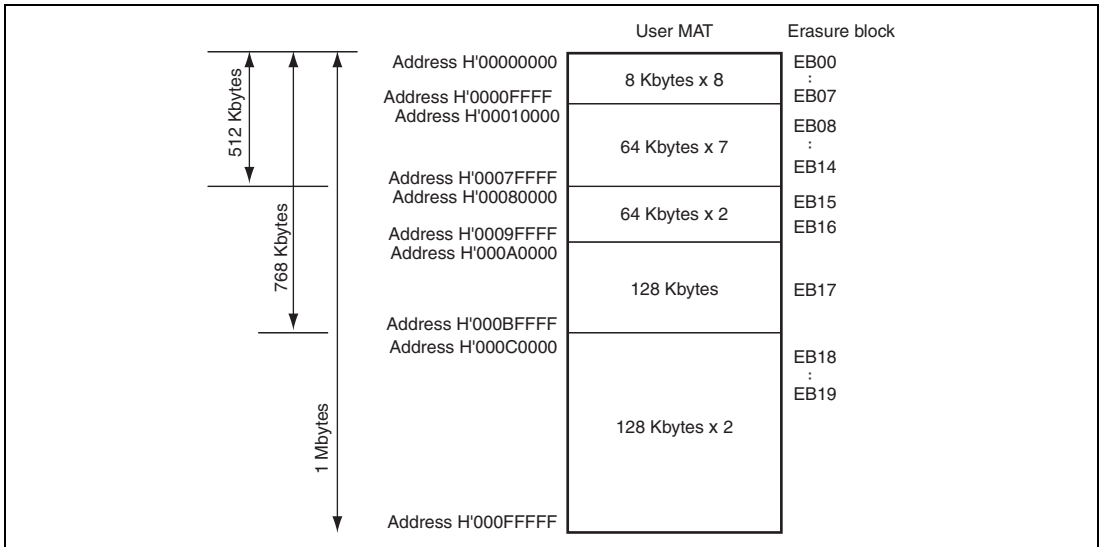 User MAT Erasure block
Address H'00000000
8 Kbytes x 8
EB00
:
EB07
Address H'0000FFFF
Address H'00010000
64 Kbytes x 7
EB08
:
EB14
Address H'0007FFFF
Address H'00080000
64 Kbytes x 2
EB15
EB16
Address H'0009FFFF
Address H'000A0000
128 Kbytes
EB17
Address H'000BFFFF
Address H'000C0000
128 Kbytes x 2
EB18
:
EB19
Address H'000FFFFF
512 Kbytes
768 Kbytes
1 Mbytes